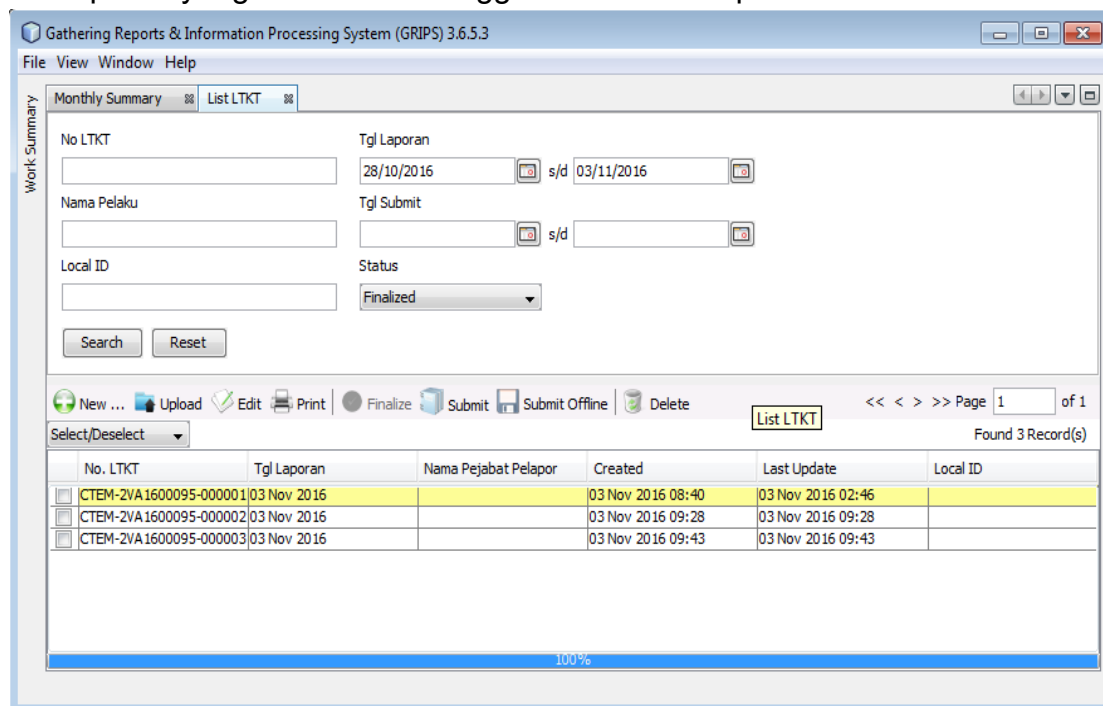 Gathering Reports & Information Processing System (GRIPS) 3.6.5.3
File View Window Help
Work Summary
Monthly Summary List LTKT
No LTKT Tgl Laporan
28/10/2016 s/d 03/11/2016
Nama Pelaku Tgl Submit
s/d
Local ID Status
Finalized
Search Reset
New ... Upload Edit Print Finalize Submit Submit Offline Delete << < > >> Page 1 of 1
List LTKT
Select/Deselect Found 3 Record(s)
No. LTKT Tgl Laporan Nama Pejabat Pelapor Created Last Update Local ID
CTEM-2VA1600095-000001 03 Nov 2016 03 Nov 2016 08:40 03 Nov 2016 02:46
CTEM-2VA1600095-000002 03 Nov 2016 03 Nov 2016 09:28 03 Nov 2016 09:28
CTEM-2VA1600095-000003 03 Nov 2016 03 Nov 2016 09:43 03 Nov 2016 09:43
100%